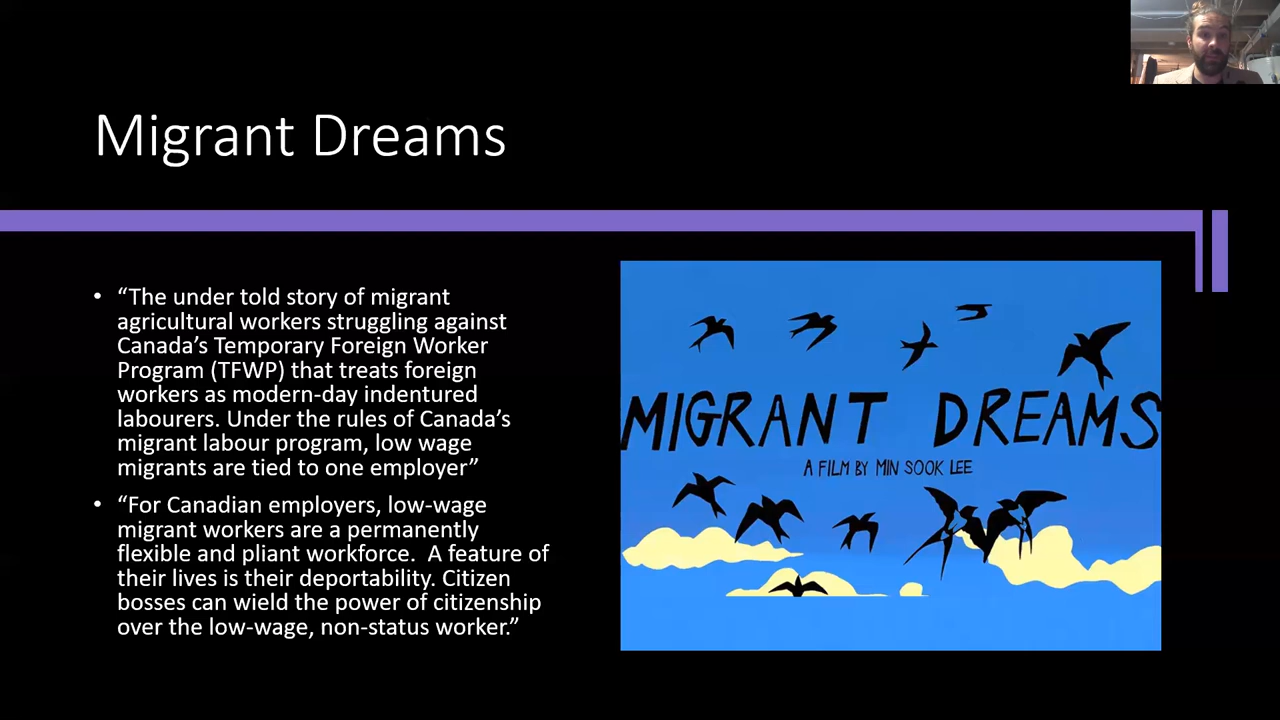 Migrant Dreams
• “The under told story of migrant
agricultural workers struggling against
Canada’s Temporary Foreign Worker
Program (TFWP) that treats foreign
workers as modern-day indentured
labourers. Under the rules of Canada’s
migrant labour program, low wage
migrants are tied to one employer”
• “For Canadian employers, low-wage
migrant workers are a permanently
flexible and pliant workforce.  A feature of
their lives is their deportability. Citizen
bosses can wield the power of citizenship
over the low-wage, non-status worker.”
MIGRANT DREAMS
A FILM BY MIN SOOK LEE